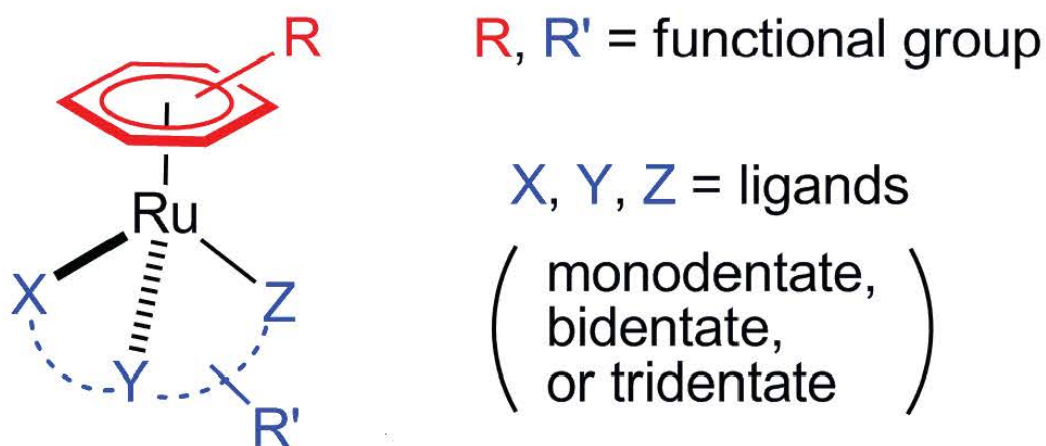 R
R, R' = functional group
Ru
X
Y
Z
R'
X, Y, Z = ligands
( monodentate,
bidentate,
or tridentate )